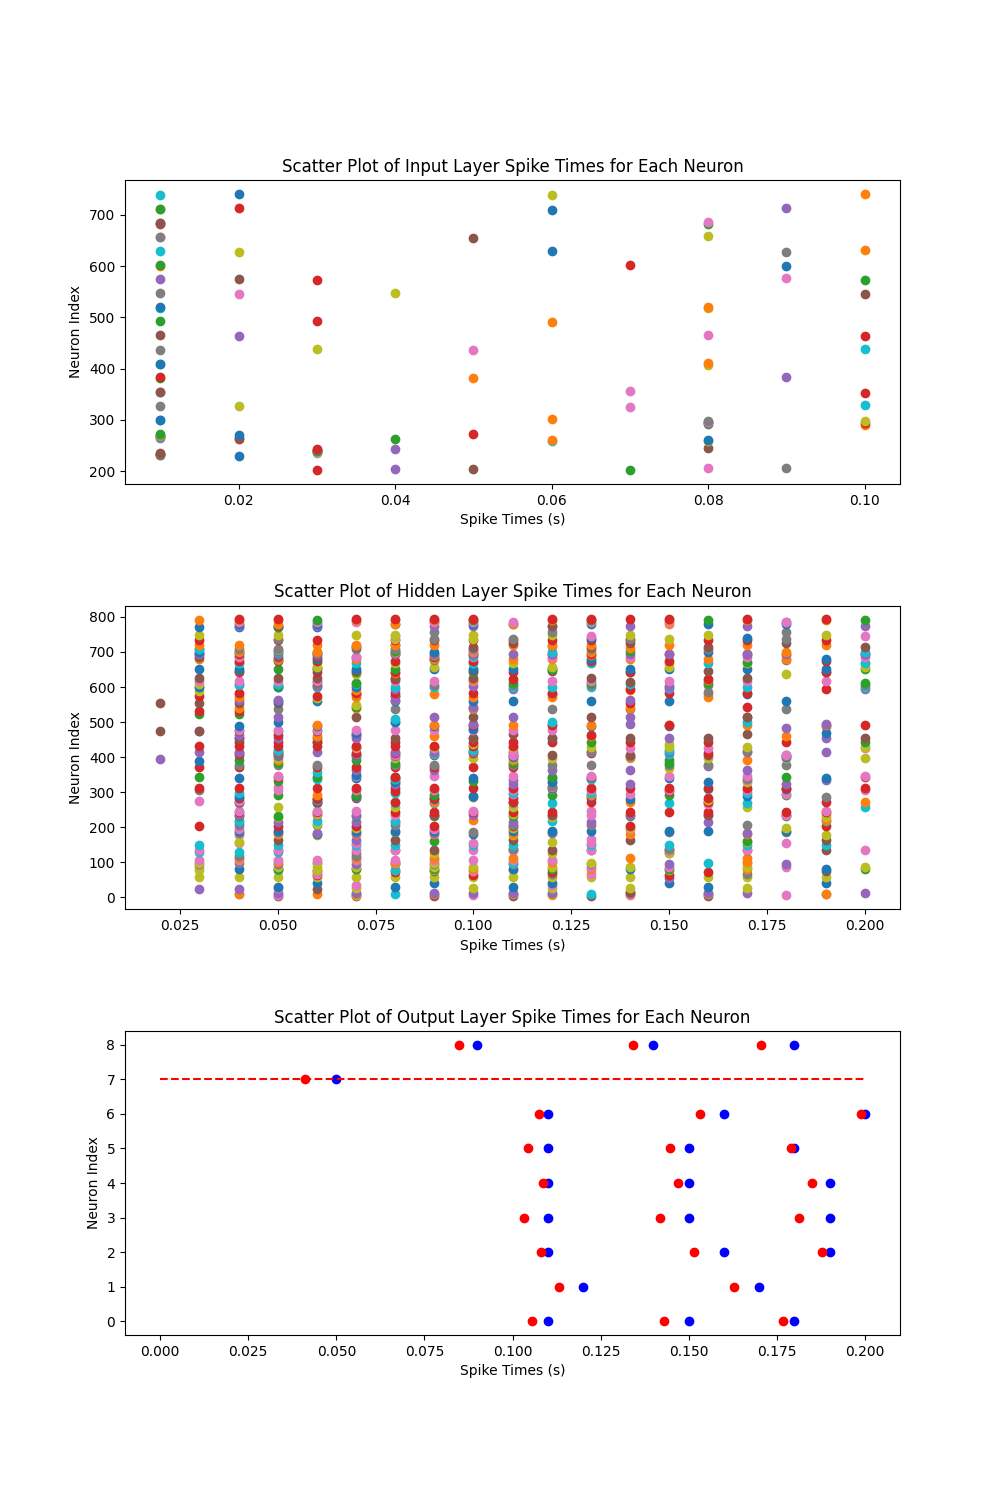 Scatter Plot of Input Layer Spike Times for Each Neuron
Neuron Index
700
600
500
400
300
200
0.02 0.04 0.06 0.08 0.10
Spike Times (s)
Scatter Plot of Hidden Layer Spike Times for Each Neuron
Neuron Index
800
700
600
500
400
300
200
100
0
0.025 0.050 0.075 0.100 0.125 0.150 0.175 0.200
Spike Times (s)
Scatter Plot of Output Layer Spike Times for Each Neuron
Neuron Index
8
7
6
5
4
3
2
1
0
0.000 0.025 0.050 0.075 0.100 0.125 0.150 0.175 0.200
Spike Times (s)